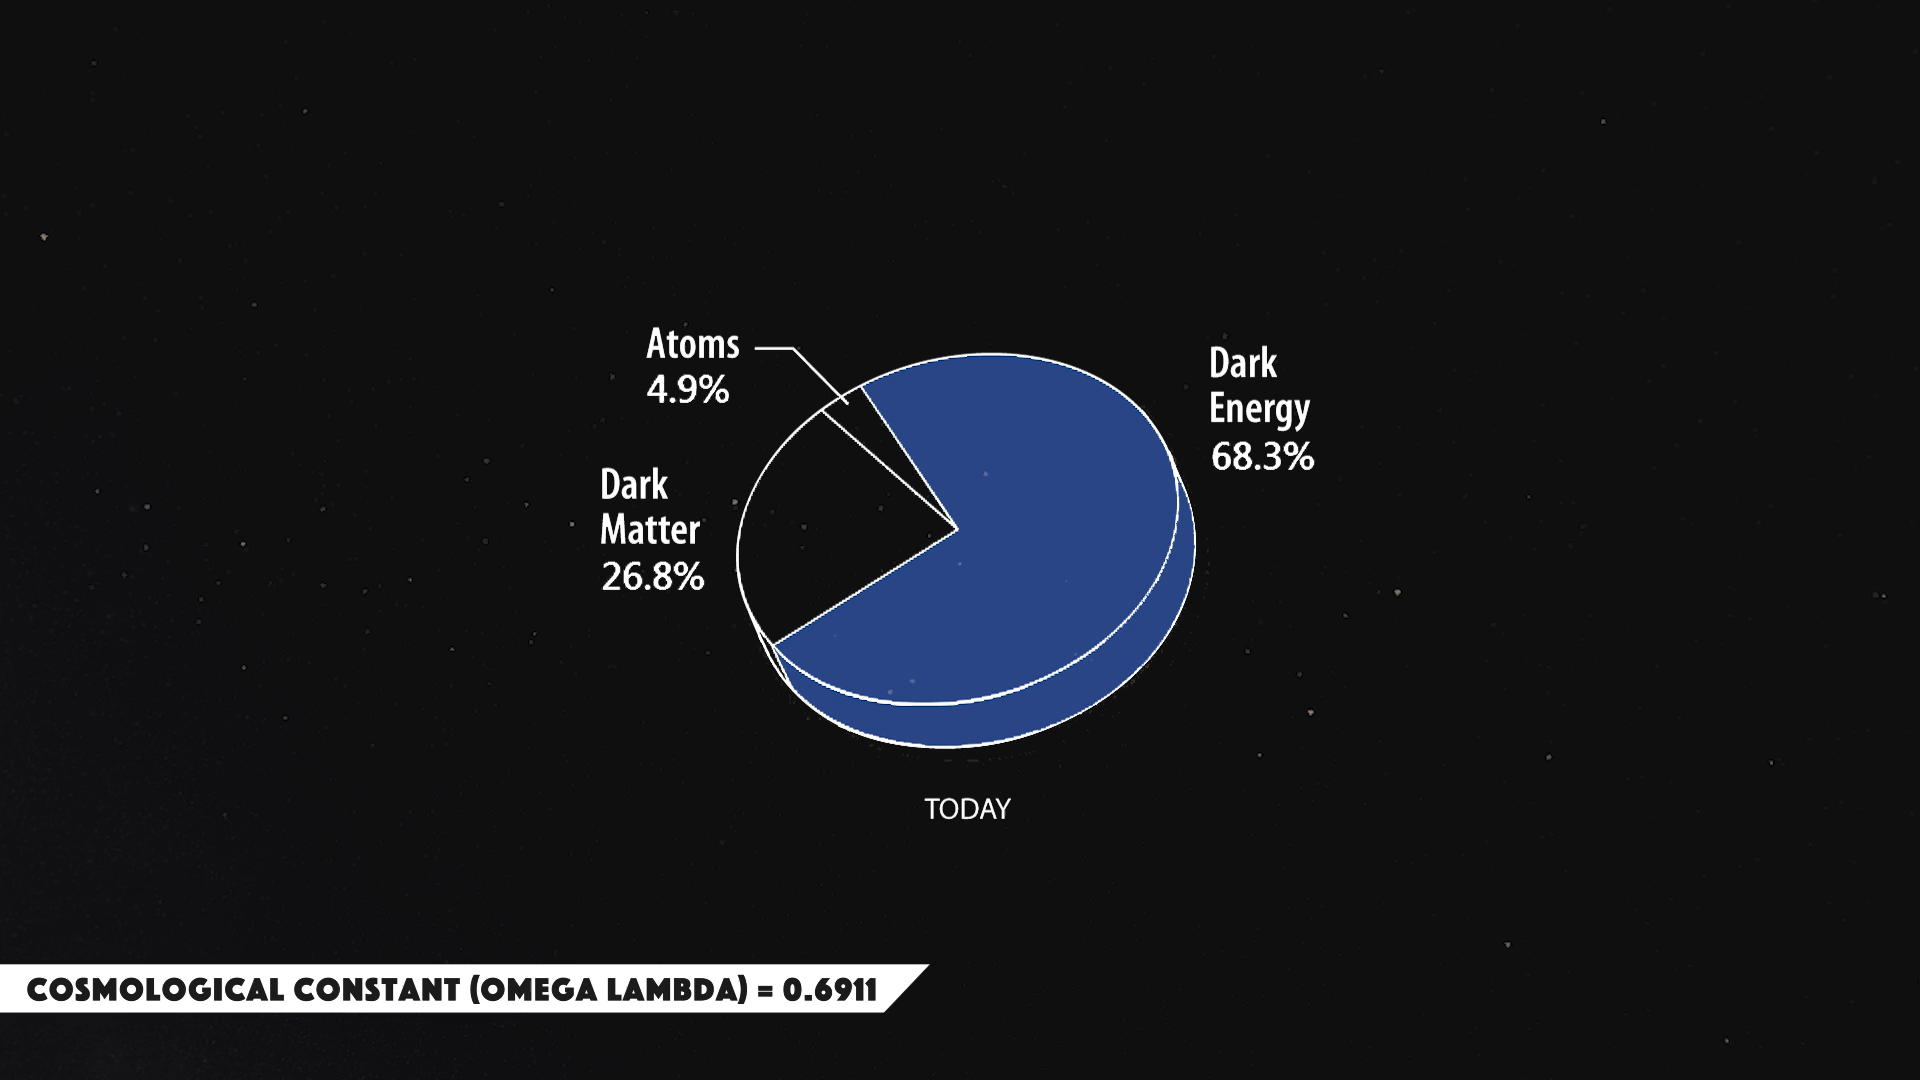 Atoms
4.9%
Dark
Energy
68.3%
Dark
Matter
26.8%
TODAY
COSMOLOGICAL CONSTANT (OMEGA LAMBDA) = 0.6911